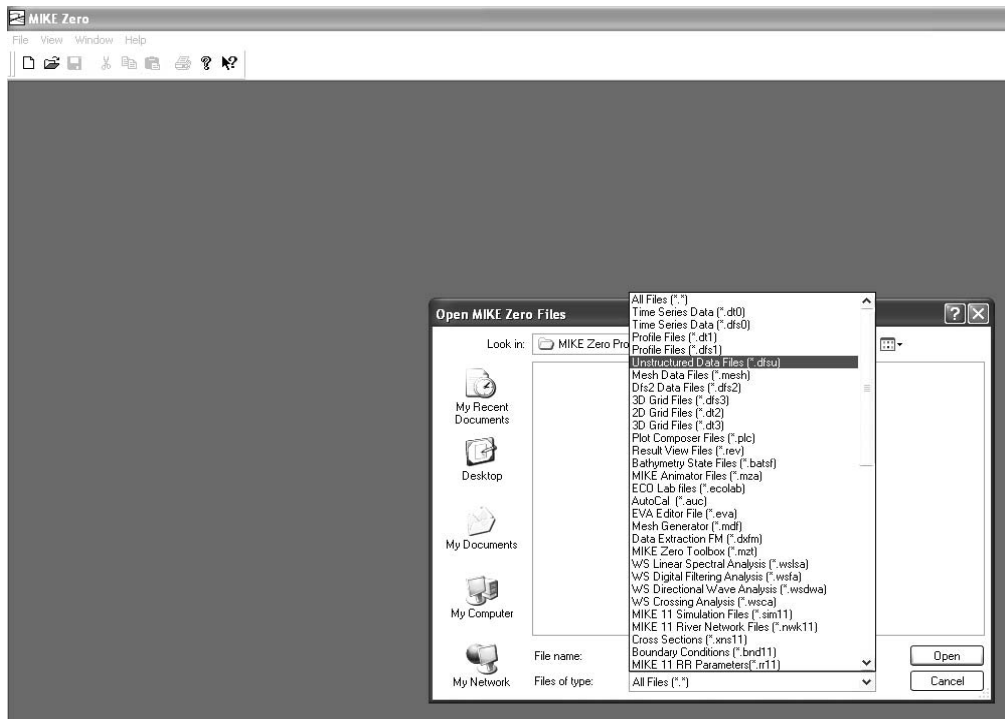 MIKE Zero
File View Window Help
Open MIKE Zero Files
Look in: MIKE Zero Pro
My Recent
Documents
Desktop
My Documents
My Computer
My Network
All Files (*.*)
Time Series Data (*.dt0)
Time Series Data (*.dfs0)
Profile Files (*.dt1)
Profile Files (*.dfs1)
Unstructured Data Files (*.dfsu)
Mesh Data Files (*.mesh)
Dfs2 Data Files (*.dfs2)
3D Grid Files (*.dfs3)
2D Grid Files (*.dt2)
3D Grid Files (*.dt3)
Plot Composer Files (*.plc)
Result View Files (*.rev)
Bathymetry State Files (*.batsf)
MIKE Animator Files (*.mza)
ECO Lab files (*.ecolab)
AutoCal (*.auc)
EVA Editor File (*.eva)
Mesh Generator (*.mdf)
Data Extraction FM (*.dxfm)
MIKE Zero Toolbox (*.mzt)
WS Linear Spectral Analysis (*.wslsa)
WS Digital Filtering Analysis (*.wsfa)
WS Directional Wave Analysis (*.wsdwa)
WS Crossing Analysis (*.wsca)
MIKE 11 Simulation Files (*.sim11)
MIKE 11 River Network Files (*.nwk11)
Cross Sections (*.xns11)
Boundary Conditions (*.bnd11)
MIKE 11 RR Parameters(*.rr11)
File name:
Open
Files of type: All Files (*.*)
Cancel